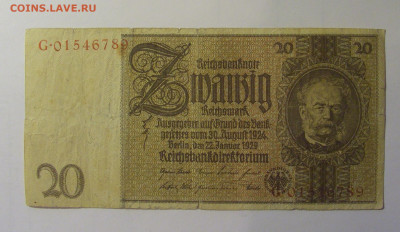 COINS.LAVE.RU
G·01546789
20
Reichsbanknote
20
Zwanzig
Reichsmark
Ausgegeben auf Grund des Bank-
gesetzes vom 30. August 1924
Berlin, den 22. Januar 1929
Reichsbankdirektorium
20
G·01546789